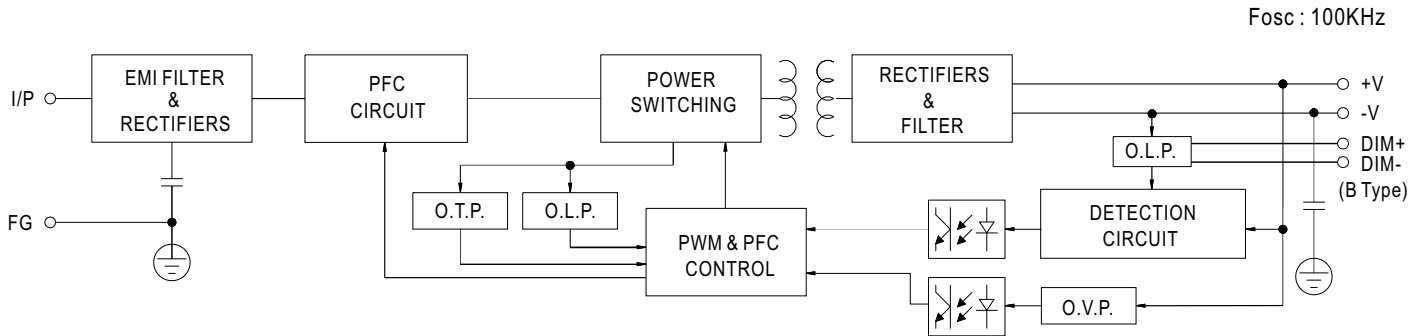 Fosc : 100KHz
I/P
EMI FILTER
&
RECTIFIERS
PFC
CIRCUIT
POWER
SWITCHING
RECTIFIERS
&
FILTER
+V
-V
O.L.P.
DIM+
DIM-
(B Type)
FG
O.T.P.
O.L.P.
PWM & PFC
CONTROL
DETECTION
CIRCUIT
O.V.P.